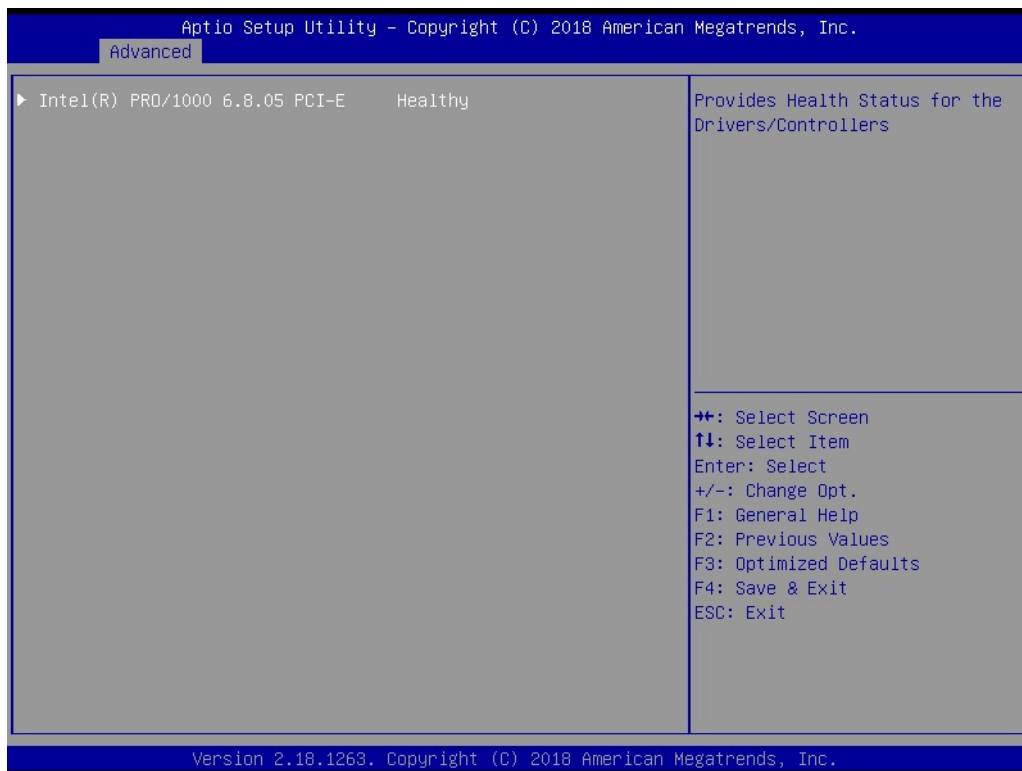 Aptio Setup Utility – Copyright (C) 2018 American Megatrends, Inc.
Advanced
▶ Intel(R) PRO/1000 6.8.05 PCI-E Healthy
Provides Health Status for the
Drivers/Controllers
→←: Select Screen
↑↓: Select Item
Enter: Select
+/-: Change Opt.
F1: General Help
F2: Previous Values
F3: Optimized Defaults
F4: Save & Exit
ESC: Exit
Version 2.18.1263. Copyright (C) 2018 American Megatrends, Inc.